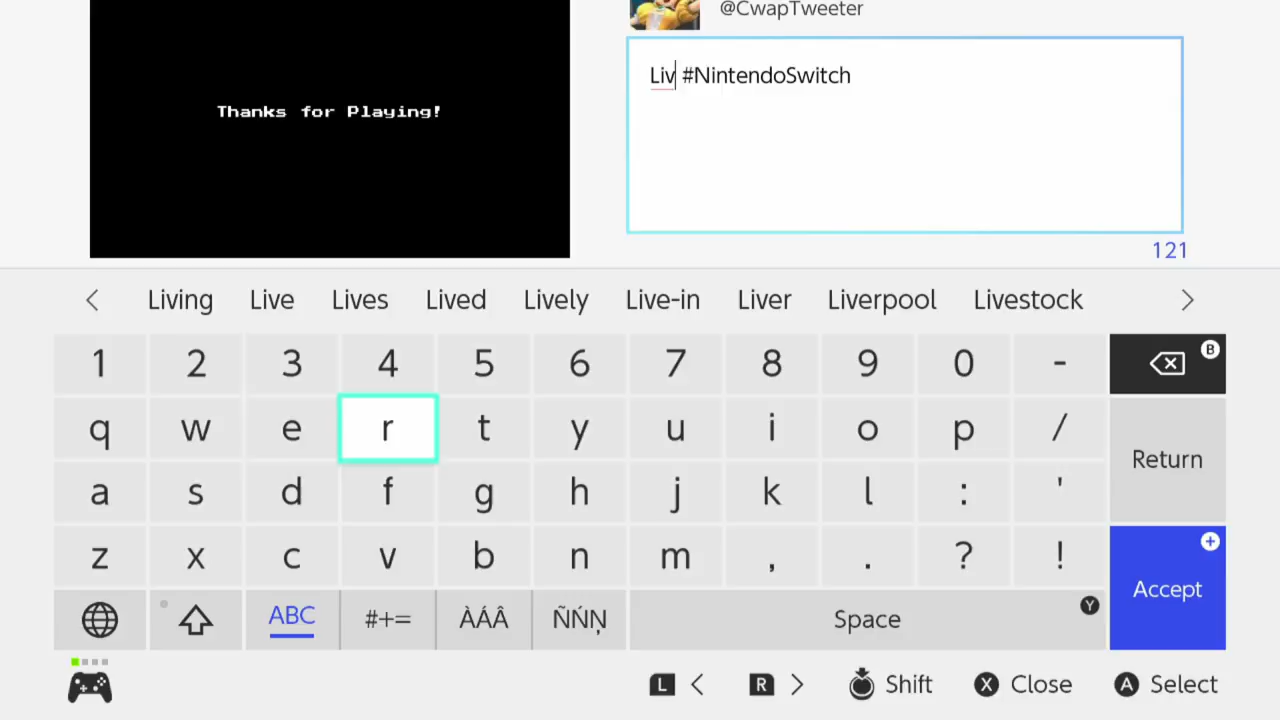 @CwapTweeter
Liv #NintendoSwitch
Thanks for Playing!
121
< Living Live Lives Lived Lively Live-in Liver Liverpool Livestock >
1 2 3 4 5 6 7 8 9 0 - B
q w e r t y u i o p /
Return
a s d f g h j k l : '
z x c v b n m , . ? ! +
Accept
ABC #+= ÀÁÂ ÑŃŅ Space Y
L < R > Shift X Close A Select